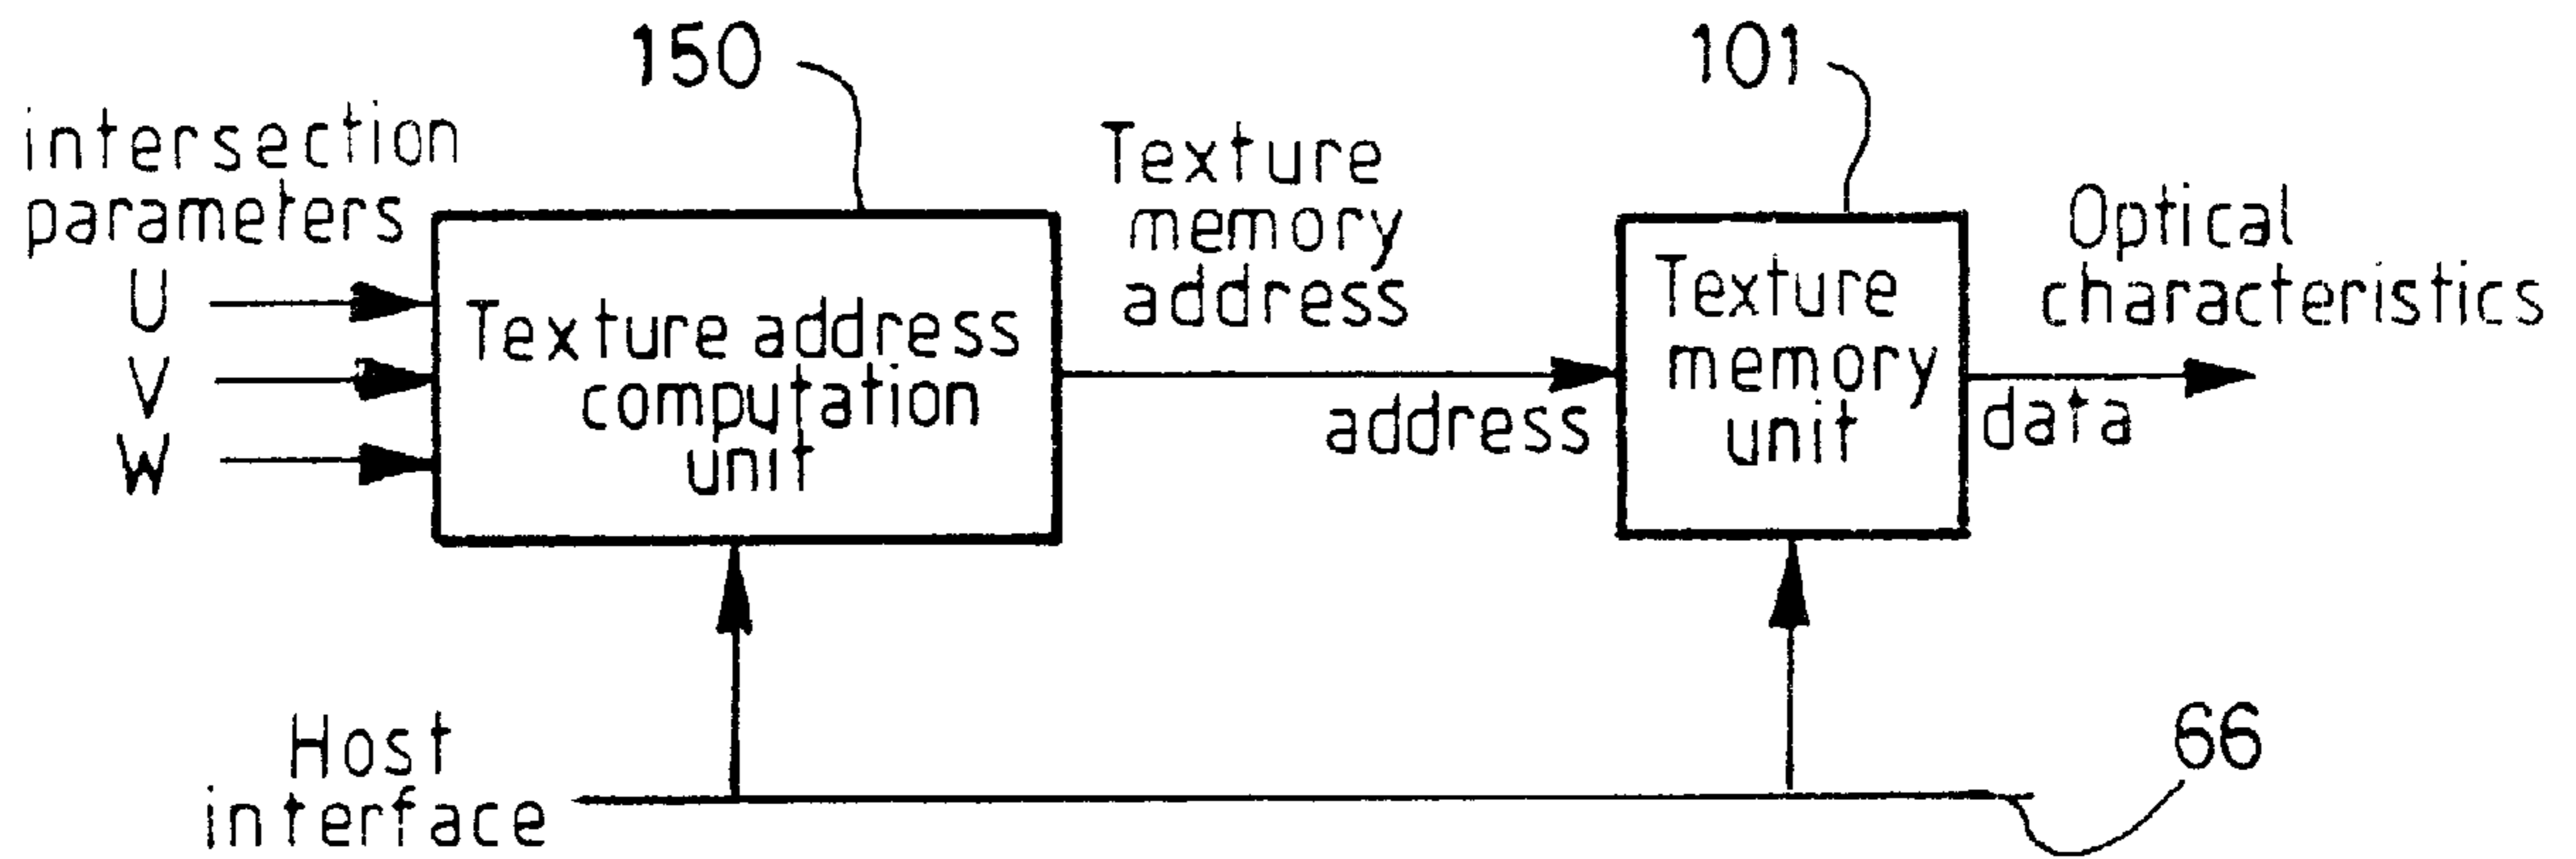 150
101
intersection
parameters
U
V
W
Texture address
computation
unit
Texture
memory
address
address
Texture
memory
unit
Optical
characteristics
data
Host
interface
66